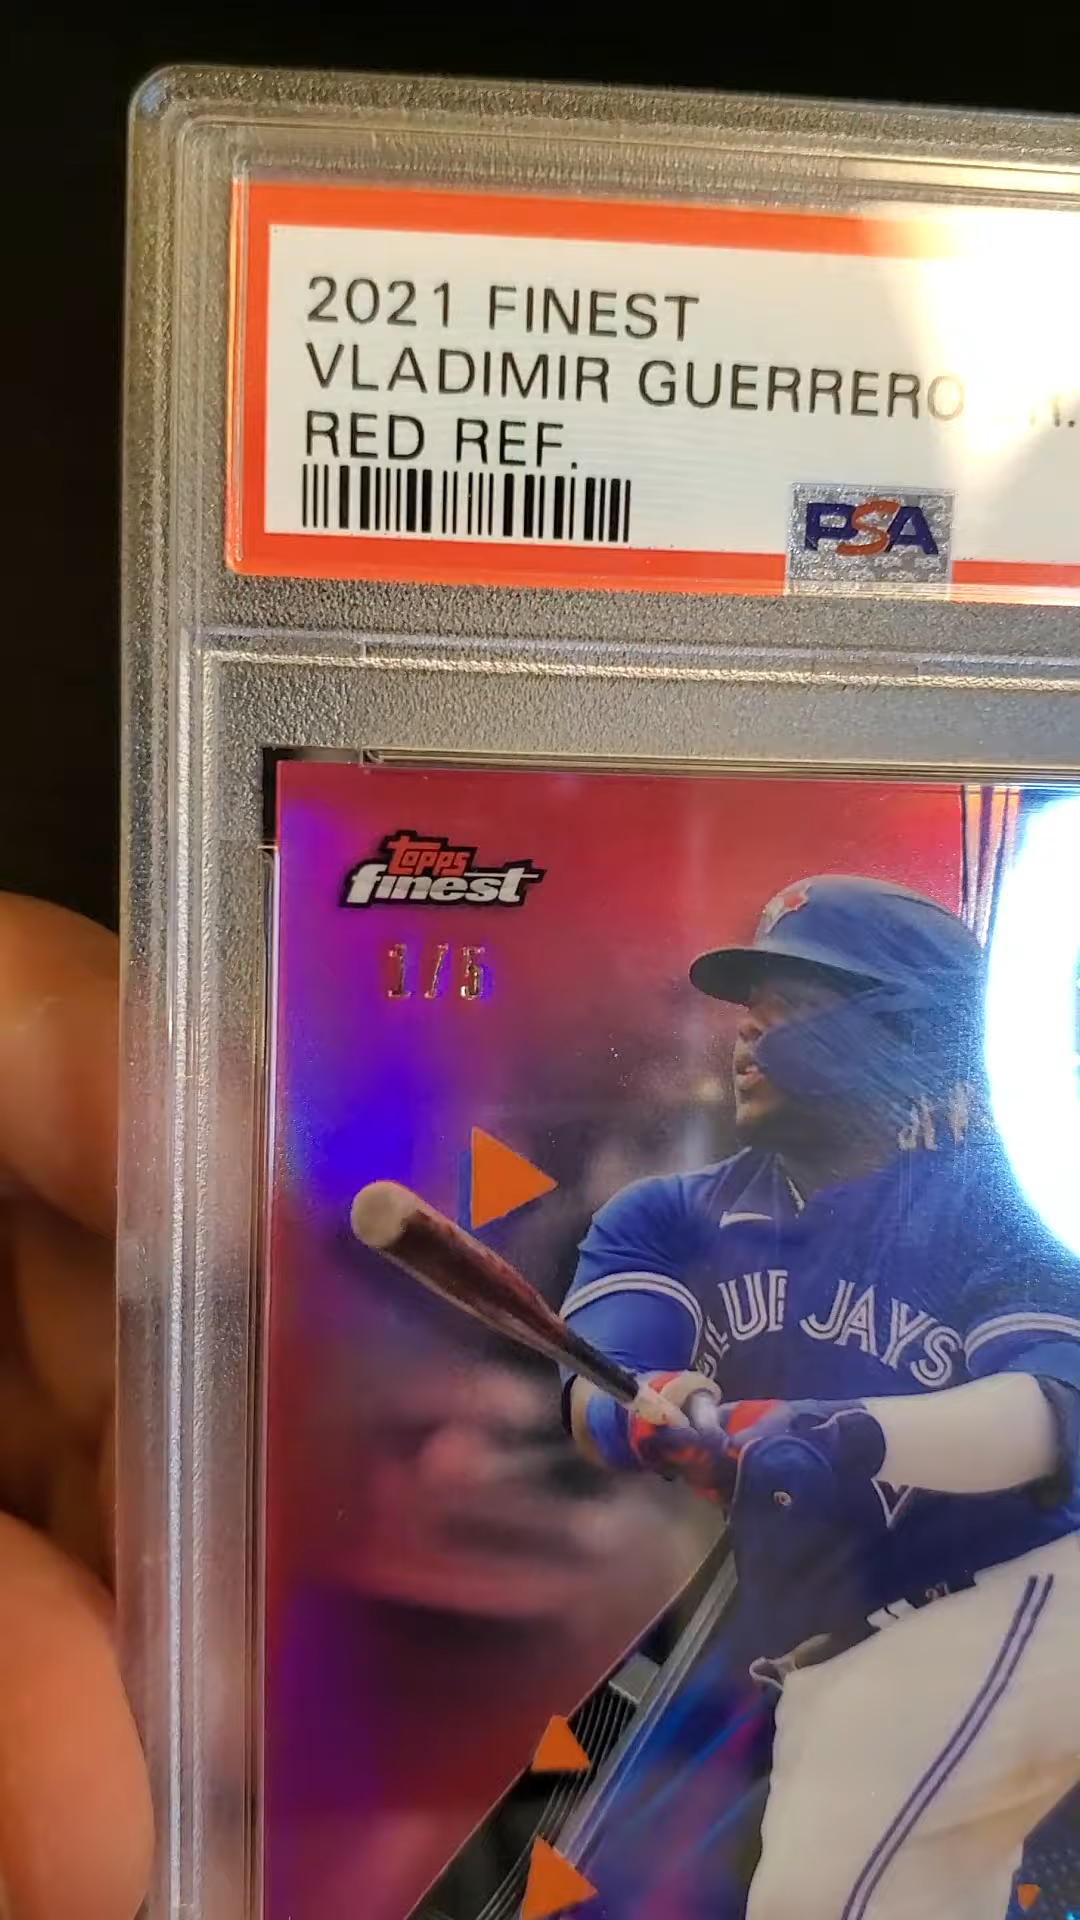 2021 FINEST
VLADIMIR GUERRERO
RED REF.
PSA
topps
finest
1/5
BLUE JAYS